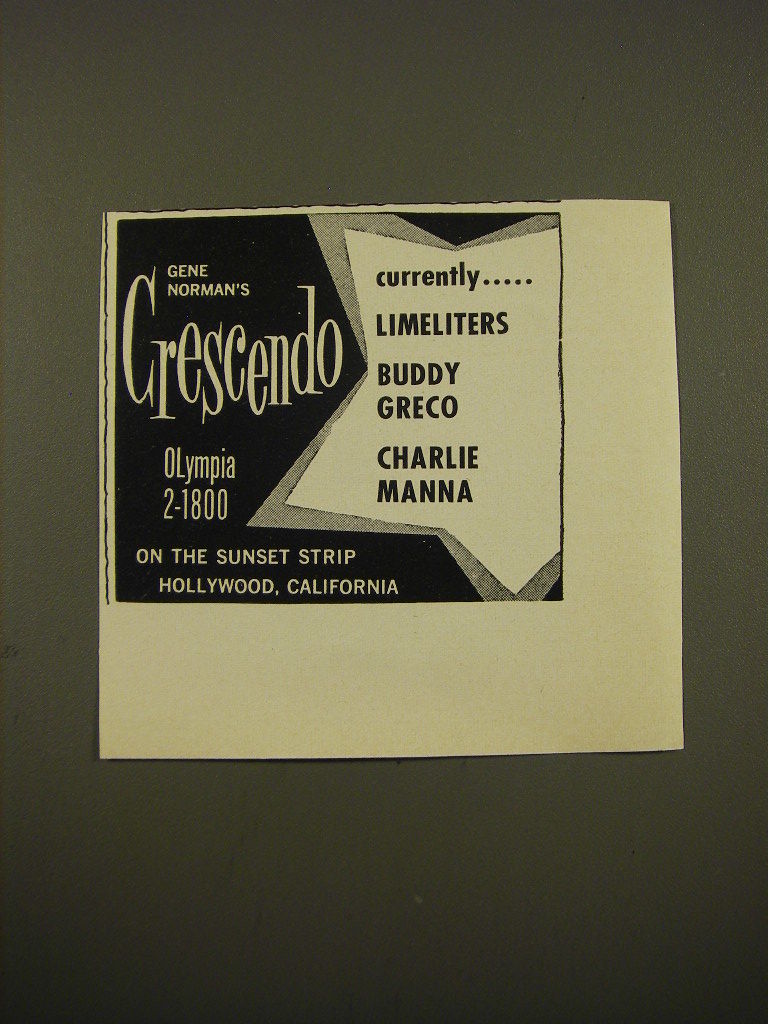 GENE
NORMAN'S
Crescendo
OLympia
2-1800
ON THE SUNSET STRIP
HOLLYWOOD, CALIFORNIA
currently.....
LIMELITERS
BUDDY
GRECO
CHARLIE
MANNA